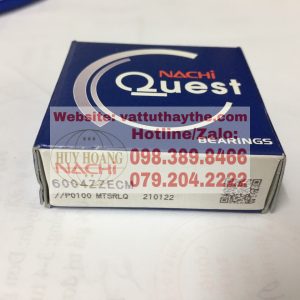 NACHI
Quest
Website: vattuthaythe.com
Hotline/Zalo:
BEARINGS
098.389.8466
079.204.2222
HUY HOANG
NACHI
6004ZZECM
//P0100 MTSRLQ 210122